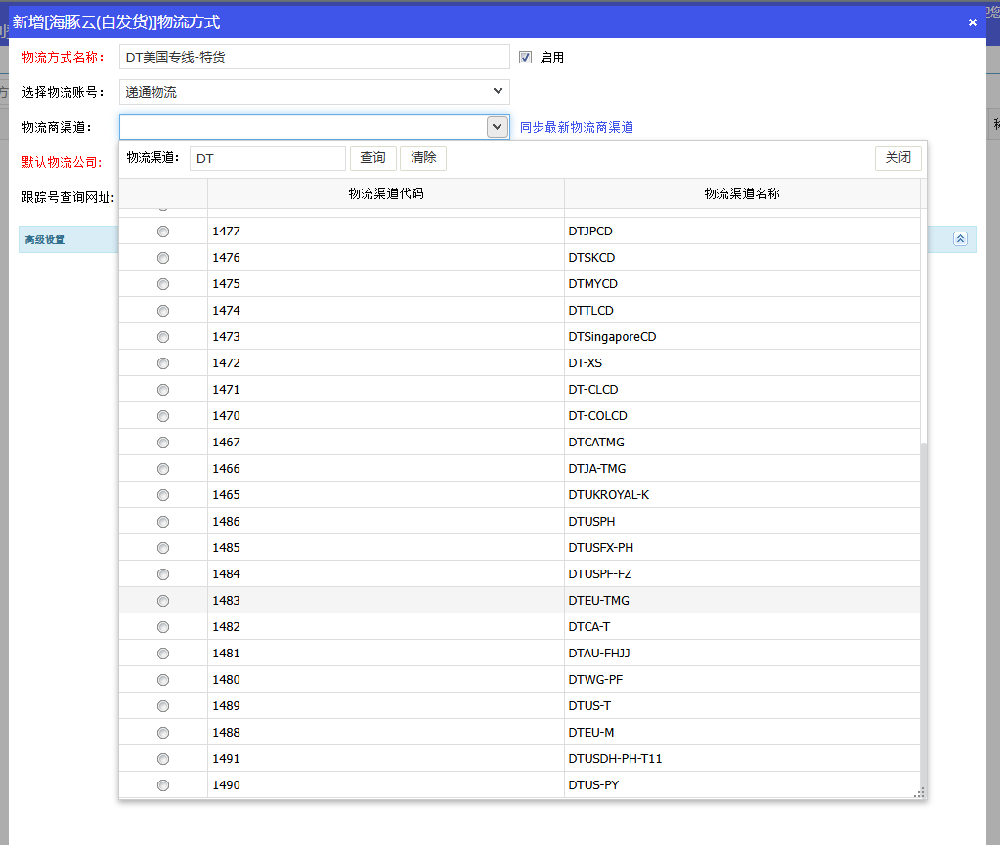 新增[海豚云(自发货)]物流方式
物流方式名称： DT美国专线-特货 启用
选择物流账号： 递通物流
物流商渠道： 同步最新物流商渠道
默认物流公司:
跟踪号查询网址:
高级设置
物流渠道： DT 查询 清除 关闭
物流渠道代码 物流渠道名称
1477 DTJPCD
1476 DTSKCD
1475 DTMYCD
1474 DTTLCD
1473 DTSingaporeCD
1472 DT-XS
1471 DT-CLCD
1470 DT-COLCD
1467 DTCATMG
1466 DTJA-TMG
1465 DTUKROYAL-K
1486 DTUSPH
1485 DTUSFX-PH
1484 DTUSPF-FZ
1483 DTEU-TMG
1482 DTCA-T
1481 DTAU-FHJJ
1480 DTWG-PF
1489 DTUS-T
1488 DTEU-M
1491 DTUSDH-PH-T11
1490 DTUS-PY